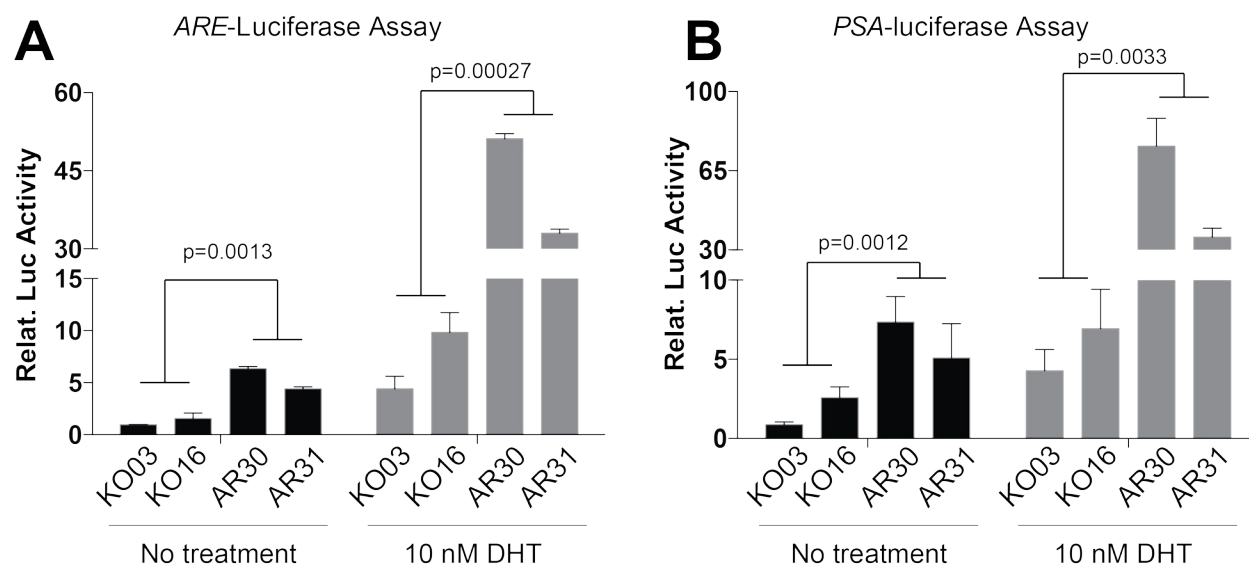 A
ARE-Luciferase Assay
Relat. Luc Activity
60
45
30
15
10
5
0
p=0.0013
p=0.00027
KO03
KO16
AR30
AR31
KO03
KO16
AR30
AR31
No treatment
10 nM DHT
B
PSA-luciferase Assay
Relat. Luc Activity
100
65
30
10
5
0
p=0.0012
p=0.0033
KO03
KO16
AR30
AR31
KO03
KO16
AR30
AR31
No treatment
10 nM DHT